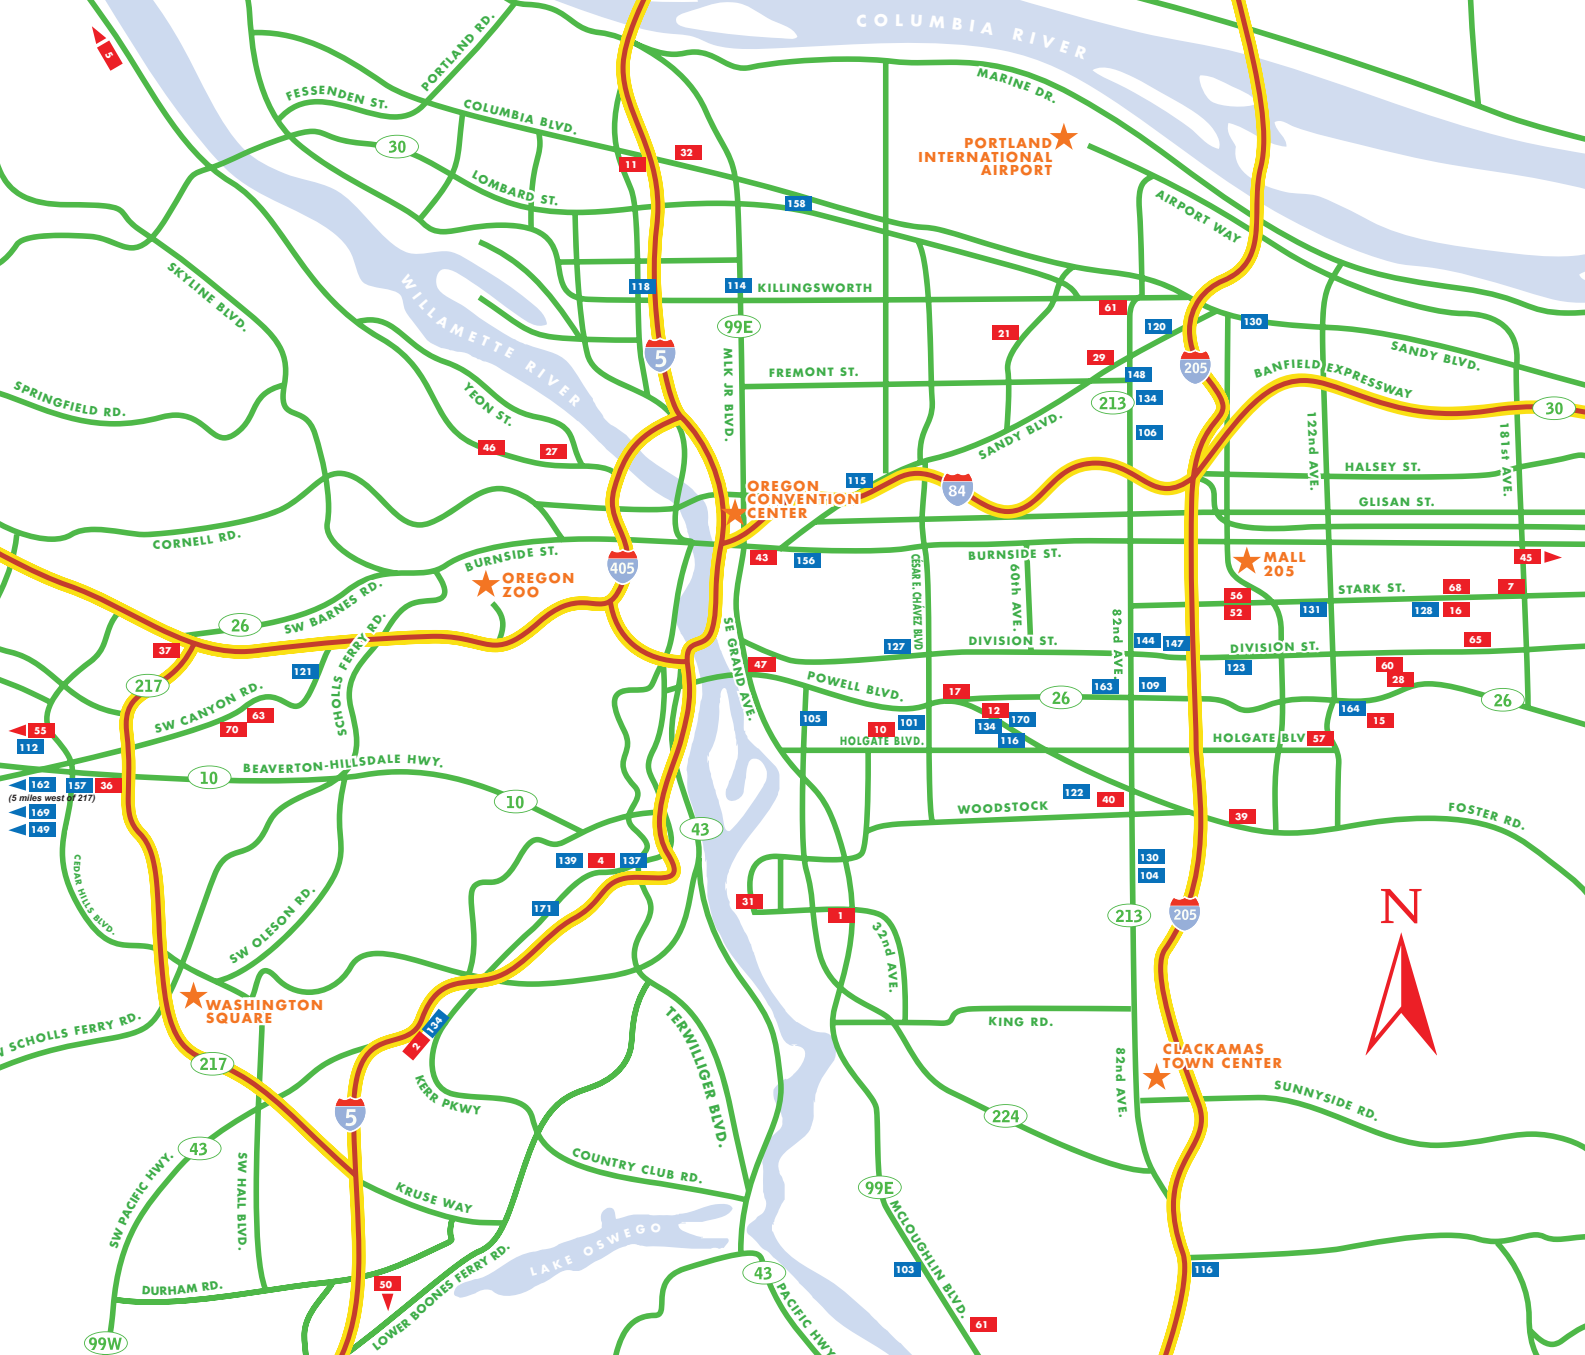 COLUMBIA RIVER
5
PORTLAND RD.
FESSENDEN ST.
COLUMBIA BLVD.
MARINE DR.
30
PORTLAND
INTERNATIONAL
AIRPORT
32
11
LOMBARD ST.
158
AIRPORT WAY
SKYLINE BLVD.
WILLAMETTE RIVER
118
114
KILLINGSWORTH
99E
61
120
130
21
5
29
205
SANDY BLVD.
MLK JR BLVD.
FREMONT ST.
148
BANFIELD EXPRESSWAY
SPRINGFIELD RD.
YEON ST.
213
134
30
SANDY BLVD.
106
122nd AVE.
181st AVE.
46
27
HALSEY ST.
115
84
OREGON
CONVENTION
CENTER
GLISAN ST.
CORNELL RD.
BURNSIDE ST.
43
156
BURNSIDE ST.
MALL
205
45
405
OREGON
ZOO
CESAR E. CHAVEZ BLVD
60th AVE.
82nd AVE.
STARK ST.
68
7
56
52
131
128
16
SW BARNES RD.
26
SCHOLLS FERRY RD.
SE GRAND AVE.
127
DIVISION ST.
144
147
DIVISION ST.
65
37
121
47
123
60
28
217
POWELL BLVD.
17
26
163
109
26
SW CANYON RD.
63
70
12
170
164
15
105
10
101
134
116
55
112
HOLGATE BLVD.
HOLGATE BLV
57
10
BEAVERTON-HILLSDALE HWY.
162
157
36
(5 miles west of 217)
169
149
10
122
40
WOODSTOCK
39
FOSTER RD.
43
139
4
137
130
104
CEDAR HILLS BLVD.
SW OLESON RD.
171
31
1
213
205
N
32nd AVE.
WASHINGTON
SQUARE
W SCHOLLS FERRY RD.
134
2
TERWILLIGER BLVD.
KING RD.
CLACKAMAS
TOWN CENTER
217
KERR PKWY
82nd AVE.
SUNNYSIDE RD.
5
224
43
SW PACIFIC HWY.
SW HALL BLVD.
COUNTRY CLUB RD.
KRUSE WAY
99E
MCLOUGHLIN BLVD.
LAKE OSWEGO
DURHAM RD.
50
LOWER BOONES FERRY RD.
43
PACIFIC HWY
103
116
61
99W